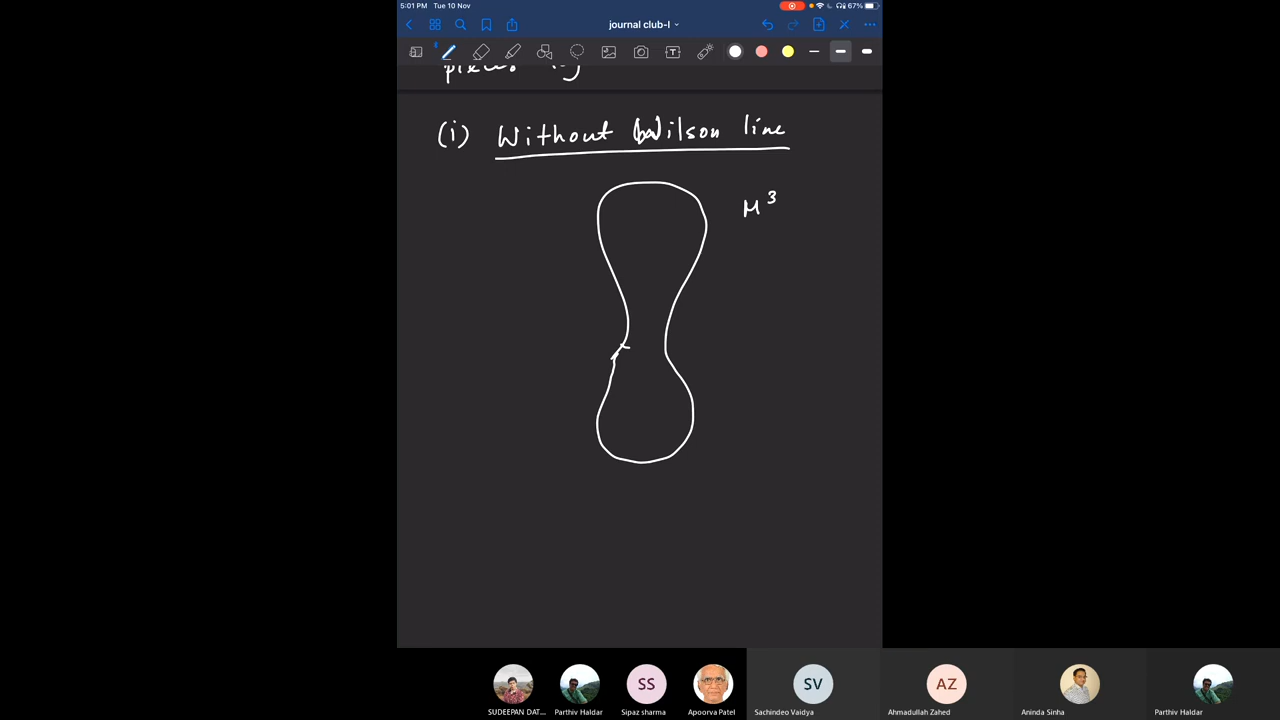 5:01 PM Tue 10 Nov
67%
journal club-I
(i) Without Wilson line
M³
SS
SV
AZ
SUDEEPAN DAT...
Parthiv Haldar
Sipaz sharma
Apoorva Patel
Sachindeo Vaidya
Ahmadullah Zahed
Aninda Sinha
Parthiv Haldar